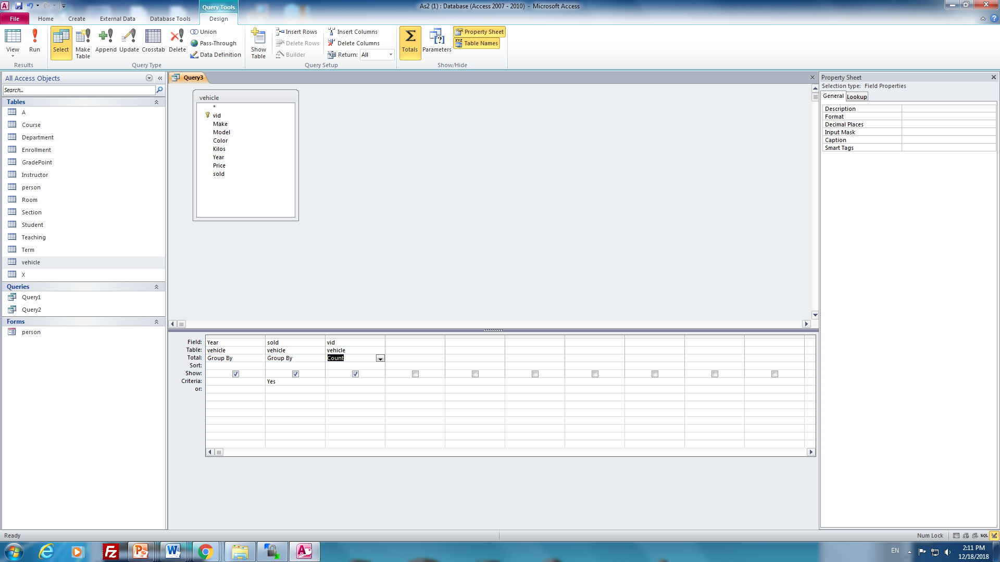 As2 (1) : Database (Access 2007 - 2010) - Microsoft Access
Query Tools
File Home Create External Data Database Tools Design
View
Run
Results
Select
Make Table
Append
Update
Crosstab
Delete
Union
Pass-Through
Data Definition
Query Type
Show Table
Insert Rows
Delete Rows
Builder
Insert Columns
Delete Columns
Return: All
Query Setup
Totals
Parameters
Property Sheet
Table Names
Show/Hide
All Access Objects
Search...
Tables
A
Course
Department
Enrollment
GradePoint
Instructor
person
Room
Section
Student
Teaching
Term
vehicle
X
Queries
Query1
Query2
Forms
person
Query3
vehicle
*
vid
Make
Model
Color
Kilos
Year
Price
sold
Field: Year sold vid
Table: vehicle vehicle vehicle
Total: Group By Group By Count
Sort:
Show:
Criteria: Yes
or:
Property Sheet
Selection type: Field Properties
General Lookup
Description
Format
Decimal Places
Input Mask
Caption
Smart Tags
Ready
Num Lock
SQL
EN
2:11 PM
12/18/2018